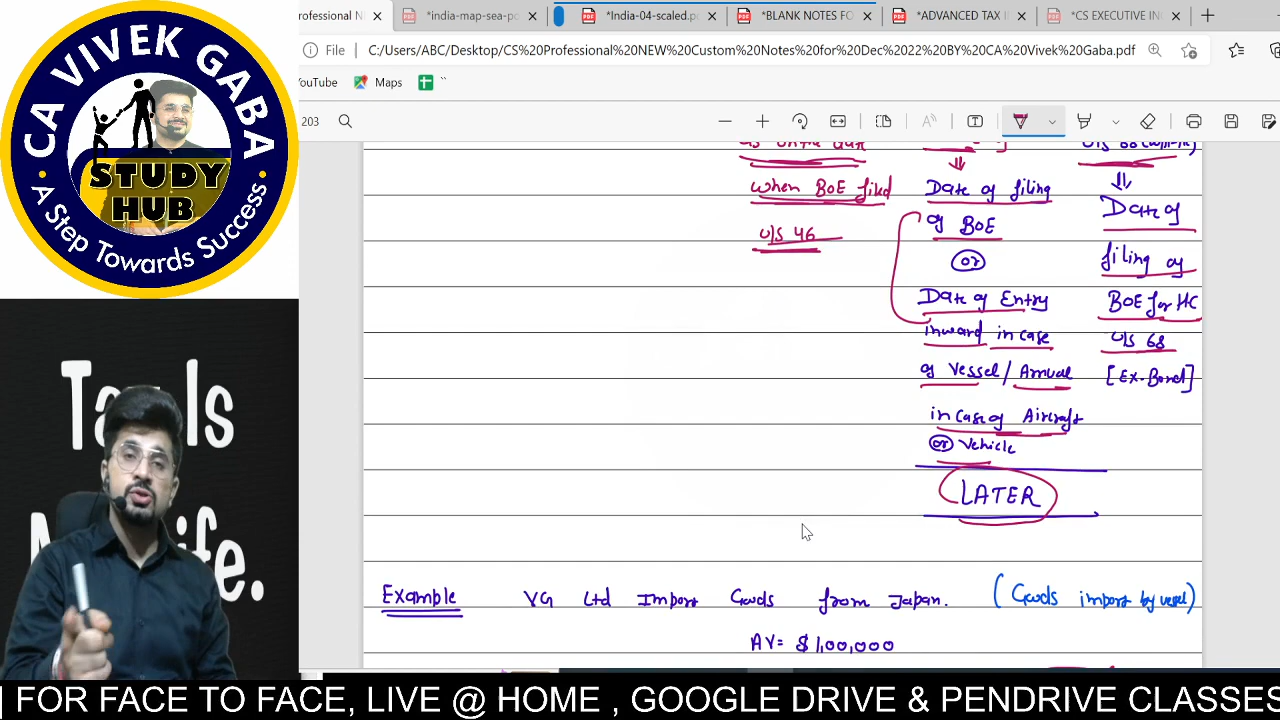 Professional N
*india-map-sea-p
*India-04-scaled.p
*BLANK NOTES FO
*ADVANCED TAX
*CS EXECUTIVE IN
File C:/Users/ABC/Desktop/CS%20Professional%20NEW%20Custom%20Notes%20for%20Dec%2022%20BY%20CA%20Vivek%20Gaba.pdf
YouTube Maps ``
203
CA VIVEK GABA
STUDY
HUB
A Step Towards Success
Is
when BoE filed
U/S 46
Date of filing
of BoE
or
Date of Entry
inward in case
of vessel / Arrival
in case of Aircraft
or Vehicle
LATER
Date of
filing of
BOE for HC
U/S 68
[Ex-Bond]
Example VG Ltd Import Goods from Japan. (Goods import by vessel)
AV= $1,00,000
FOR FACE TO FACE, LIVE @ HOME , GOOGLE DRIVE & PENDRIVE CLASSES